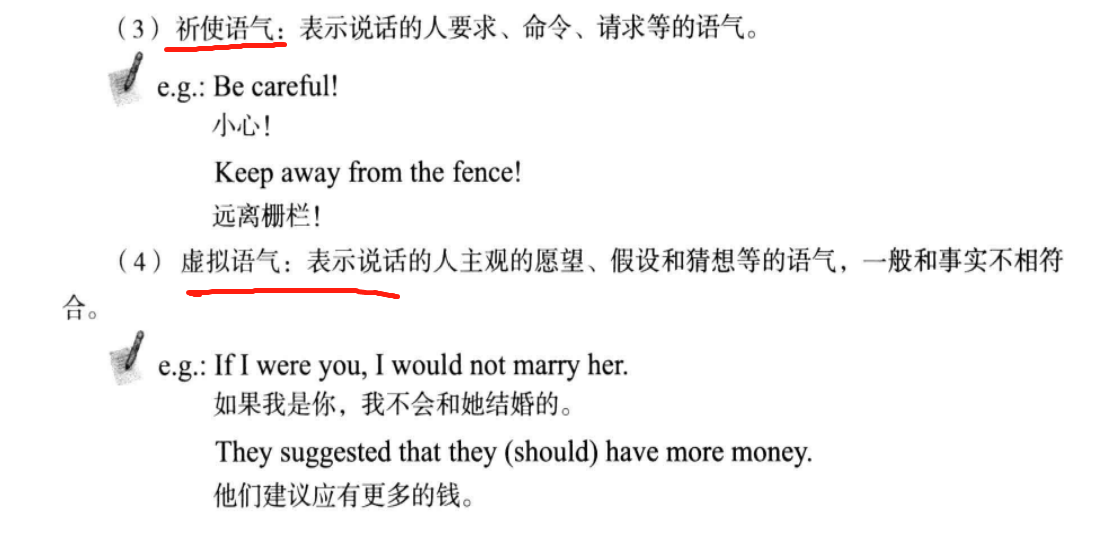 （3）祈使语气：表示说话的人要求、命令、请求等的语气。
e.g.: Be careful!
小心！
Keep away from the fence!
远离栅栏！
（4）虚拟语气：表示说话的人主观的愿望、假设和猜想等的语气，一般和事实不相符
合。
e.g.: If I were you, I would not marry her.
如果我是你，我不会和她结婚的。
They suggested that they (should) have more money.
他们建议应有更多的钱。